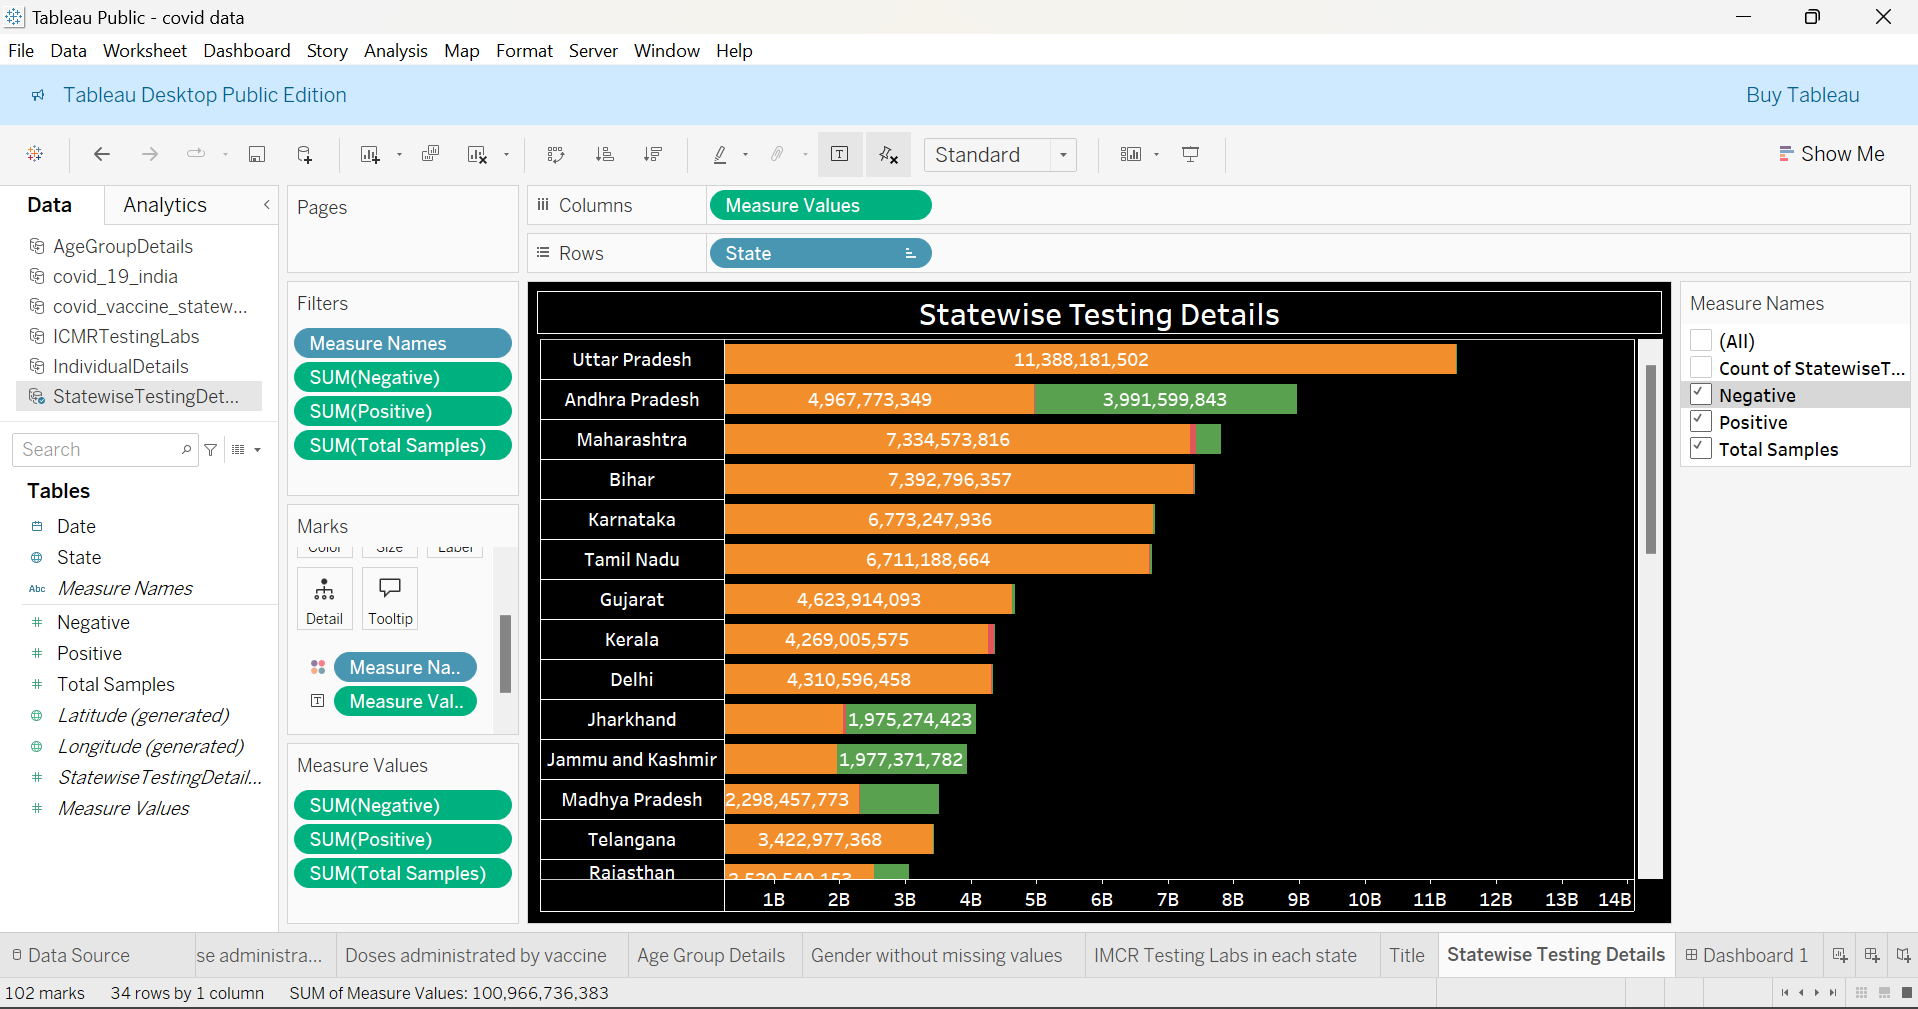 Tableau Public - covid data
File Data Worksheet Dashboard Story Analysis Map Format Server Window Help
Tableau Desktop Public Edition
Buy Tableau
Standard
Show Me
Data
Analytics
AgeGroupDetails
covid_19_india
covid_vaccine_statew...
ICMRTestingLabs
IndividualDetails
StatewiseTestingDet...
Search
Tables
Date
State
Abc Measure Names
Negative
Positive
Total Samples
Latitude (generated)
Longitude (generated)
StatewiseTestingDetail...
Measure Values
Pages
Filters
Measure Names
SUM(Negative)
SUM(Positive)
SUM(Total Samples)
Marks
Color Size Label
Detail Tooltip
Measure Na..
Measure Val..
Measure Values
SUM(Negative)
SUM(Positive)
SUM(Total Samples)
Columns Measure Values
Rows State
Statewise Testing Details
Uttar Pradesh 11,388,181,502
Andhra Pradesh 4,967,773,349 3,991,599,843
Maharashtra 7,334,573,816
Bihar 7,392,796,357
Karnataka 6,773,247,936
Tamil Nadu 6,711,188,664
Gujarat 4,623,914,093
Kerala 4,269,005,575
Delhi 4,310,596,458
Jharkhand 1,975,274,423
Jammu and Kashmir 1,977,371,782
Madhya Pradesh 2,298,457,773
Telangana 3,422,977,368
Rajasthan
1B 2B 3B 4B 5B 6B 7B 8B 9B 10B 11B 12B 13B 14B
Measure Names
(All)
Count of StatewiseT...
Negative
Positive
Total Samples
Data Source
se administra...
Doses administrated by vaccine
Age Group Details
Gender without missing values
IMCR Testing Labs in each state
Title
Statewise Testing Details
Dashboard 1
102 marks 34 rows by 1 column SUM of Measure Values: 100,966,736,383